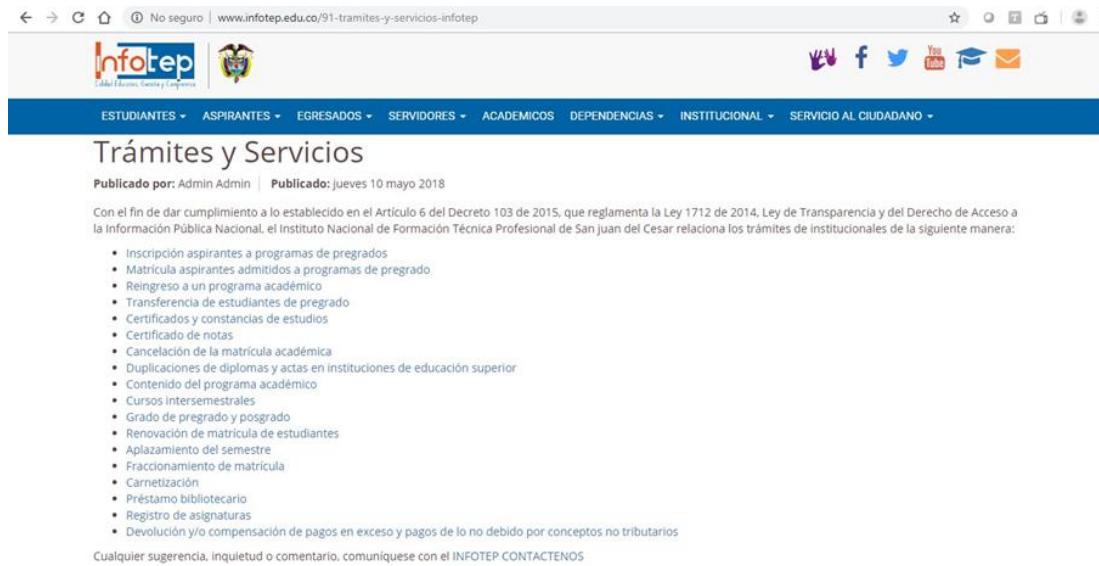 No seguro | www.infotep.edu.co/91-tramites-y-servicios-infotep
Infotep
You
Tube
ESTUDIANTES ASPIRANTES EGRESADOS SERVIDORES ACADEMICOS DEPENDENCIAS INSTITUCIONAL SERVICIO AL CIUDADANO
Trámites y Servicios
Publicado por: Admin Admin | Publicado: jueves 10 mayo 2018
Con el fin de dar cumplimiento a lo establecido en el Artículo 6 del Decreto 103 de 2015, que reglamenta la Ley 1712 de 2014, Ley de Transparencia y del Derecho de Acceso a
la Información Pública Nacional, el Instituto Nacional de Formación Técnica Profesional de San juan del Cesar relaciona los trámites de institucionales de la siguiente manera:
• Inscripción aspirantes a programas de pregrados
• Matrícula aspirantes admitidos a programas de pregrado
• Reingreso a un programa académico
• Transferencia de estudiantes de pregrado
• Certificados y constancias de estudios
• Certificado de notas
• Cancelación de la matrícula académica
• Duplicaciones de diplomas y actas en instituciones de educación superior
• Contenido del programa académico
• Cursos intersemestrales
• Grado de pregrado y posgrado
• Renovación de matrícula de estudiantes
• Aplazamiento del semestre
• Fraccionamiento de matrícula
• Carnetización
• Préstamo bibliotecario
• Registro de asignaturas
• Devolución y/o compensación de pagos en exceso y pagos de lo no debido por conceptos no tributarios
Cualquier sugerencia, inquietud o comentario, comuníquese con el INFOTEP CONTACTENOS